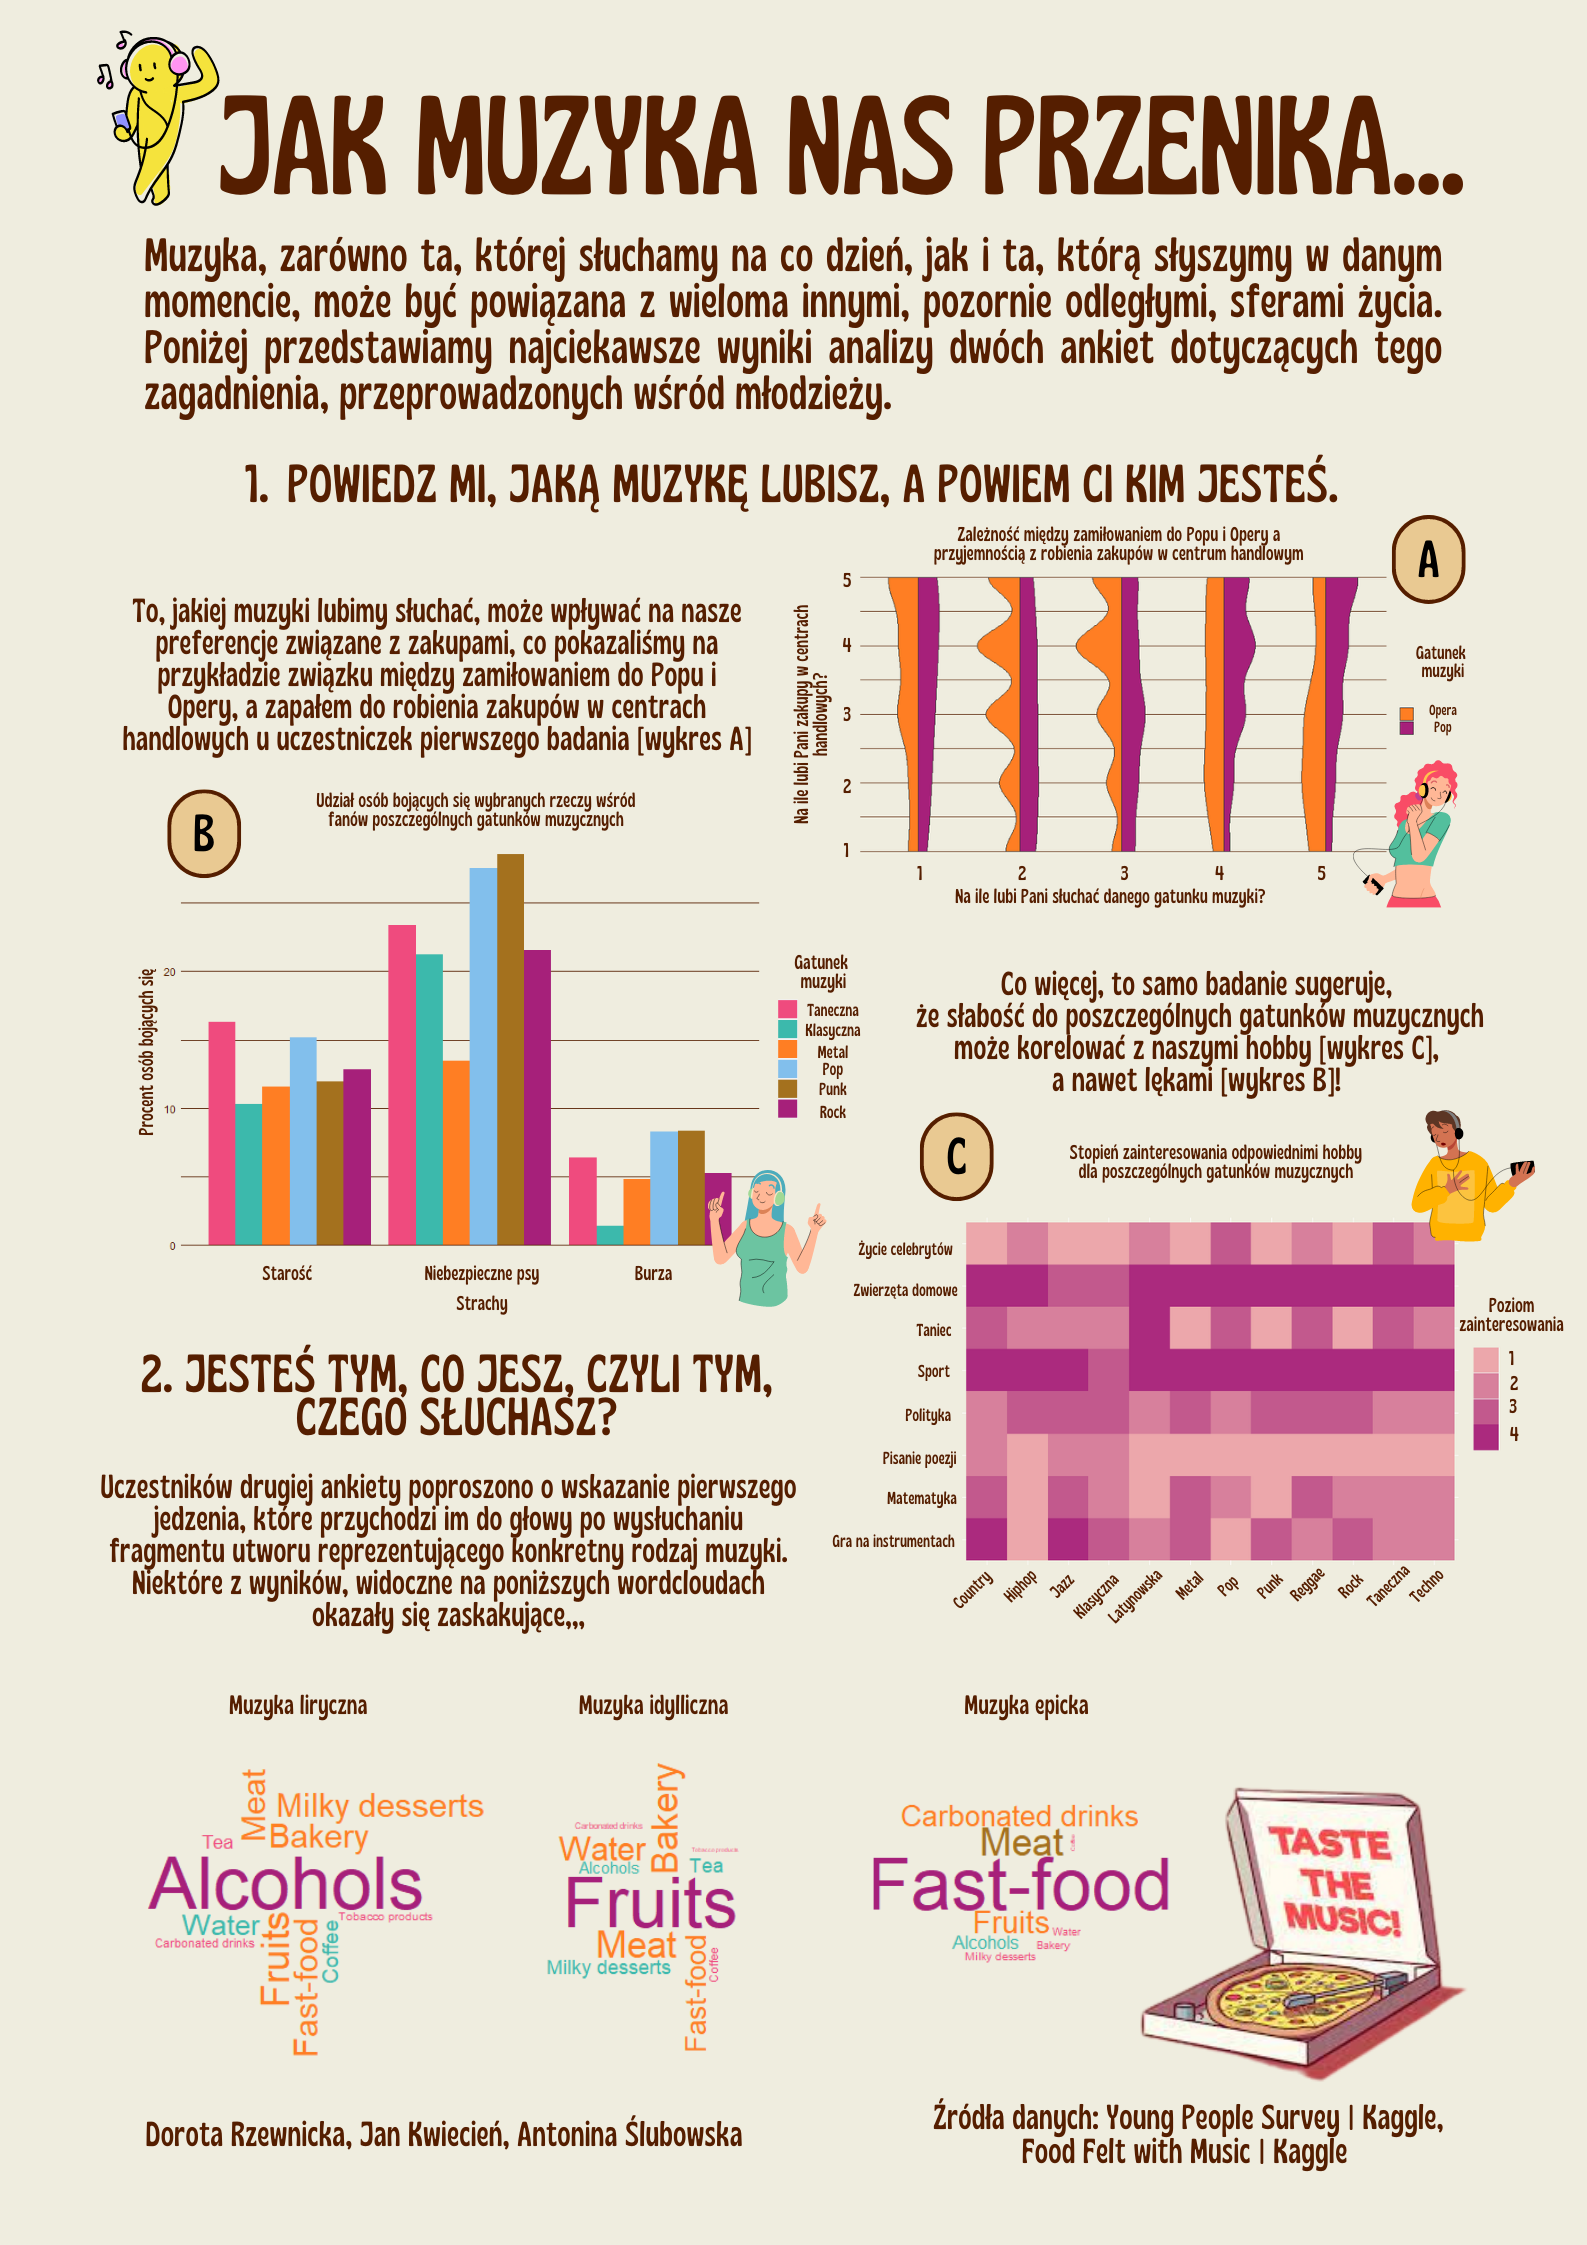 JAK MUZYKA NAS PRZENIKA...
Muzyka, zarówno ta, której słuchamy na co dzień, jak i ta, którą słyszymy w danym
momencie, może być powiązana z wieloma innymi, pozornie odległymi, sferami życia.
Poniżej przedstawiamy najciekawsze wyniki analizy dwóch ankiet dotyczących tego
zagadnienia, przeprowadzonych wśród młodzieży.
1. POWIEDZ MI, JAKĄ MUZYKĘ LUBISZ, A POWIEM CI KIM JESTEŚ.
To, jakiej muzyki lubimy słuchać, może wpływać na nasze
preferencje związane z zakupami, co pokazaliśmy na
przykładzie związku między zamiłowaniem do Popu i
Opery, a zapałem do robienia zakupów w centrach
handlowych u uczestniczek pierwszego badania [wykres A]
Zależność między zamiłowaniem do Popu i Opery a
przyjemnością z robienia zakupów w centrum handlowym
A
Na ile lubi Pani zakupy w centrach
handlowych?
5
4
3
2
1
1 2 3 4 5
Na ile lubi Pani słuchać danego gatunku muzyki?
Gatunek
muzyki
Opera
Pop
B
Udział osób bojących się wybranych rzeczy wśród
fanów poszczególnych gatunków muzycznych
Procent osób bojących się
20
10
0
Starość Niebezpieczne psy Burza
Strachy
Gatunek
muzyki
Taneczna
Klasyczna
Metal
Pop
Punk
Rock
Co więcej, to samo badanie sugeruje,
że słabość do poszczególnych gatunków muzycznych
może korelować z naszymi hobby [wykres C],
a nawet lękami [wykres B]!
C
Stopień zainteresowania odpowiednimi hobby
dla poszczególnych gatunków muzycznych
Życie celebrytów
Zwierzęta domowe
Taniec
Sport
Polityka
Pisanie poezji
Matematyka
Gra na instrumentach
Country Hiphop Jazz Klasyczna Latynowska Metal Pop Punk Reggae Rock Taneczna Techno
Poziom
zainteresowania
1
2
3
4
2. JESTEŚ TYM, CO JESZ, CZYLI TYM,
CZEGO SŁUCHASZ?
Uczestników drugiej ankiety poproszono o wskazanie pierwszego
jedzenia, które przychodzi im do głowy po wysłuchaniu
fragmentu utworu reprezentującego konkretny rodzaj muzyki.
Niektóre z wyników, widoczne na poniższych wordcloudach
okazały się zaskakujące,,,
Muzyka liryczna
Meat
Milky desserts
Tea
Bakery
Alcohols
Water
Tobacco products
Carbonated drinks
Fruits
Fast-food
Coffee
Muzyka idylliczna
Bakery
Carbonated drinks
Water
Tobacco products
Alcohols
Tea
Fruits
Meat
Milky desserts
Fast-food
Coffee
Muzyka epicka
Carbonated drinks
Meat
Coffee
Fast-food
Fruits
Water
Alcohols
Bakery
Milky desserts
TASTE
THE
MUSIC!
Dorota Rzewnicka, Jan Kwiecień, Antonina Ślubowska
Źródła danych: Young People Survey | Kaggle,
Food Felt with Music | Kaggle